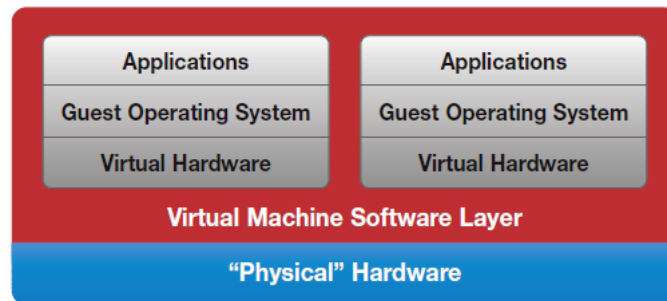 Applications Applications
Guest Operating System Guest Operating System
Virtual Hardware Virtual Hardware
Virtual Machine Software Layer
“Physical” Hardware